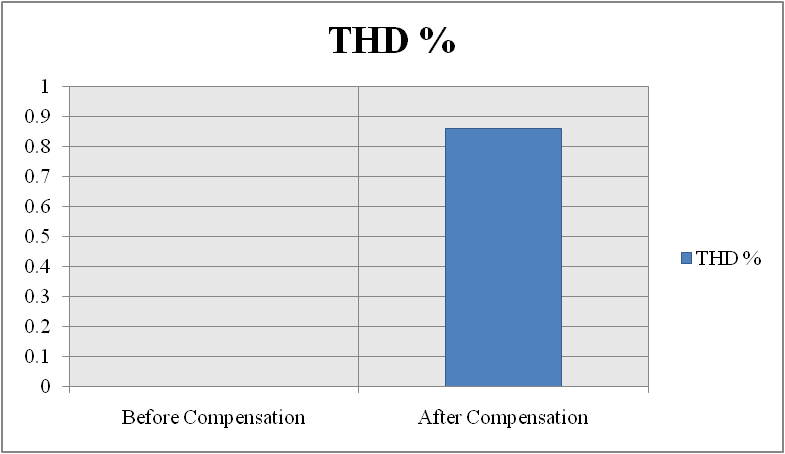 THD %
1
0.9
0.8
0.7
0.6
0.5
0.4
0.3
0.2
0.1
0
Before Compensation
After Compensation
THD %